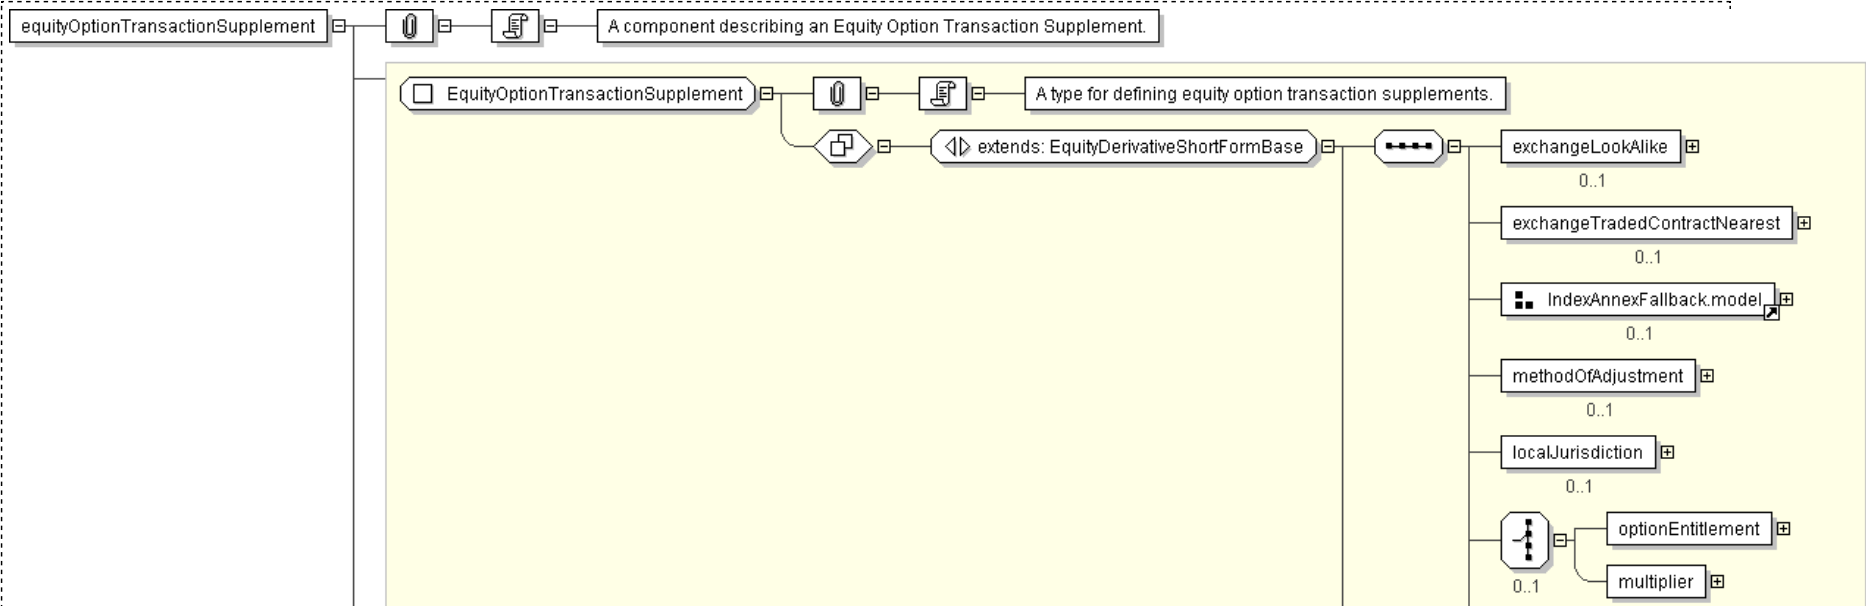 equityOptionTransactionSupplement
A component describing an Equity Option Transaction Supplement.
EquityOptionTransactionSupplement
A type for defining equity option transaction supplements.
extends: EquityDerivativeShortFormBase
exchangeLookAlike
0..1
exchangeTradedContractNearest
0..1
IndexAnnexFallback.model
0..1
methodOfAdjustment
0..1
localJurisdiction
0..1
optionEntitlement
0..1
multiplier